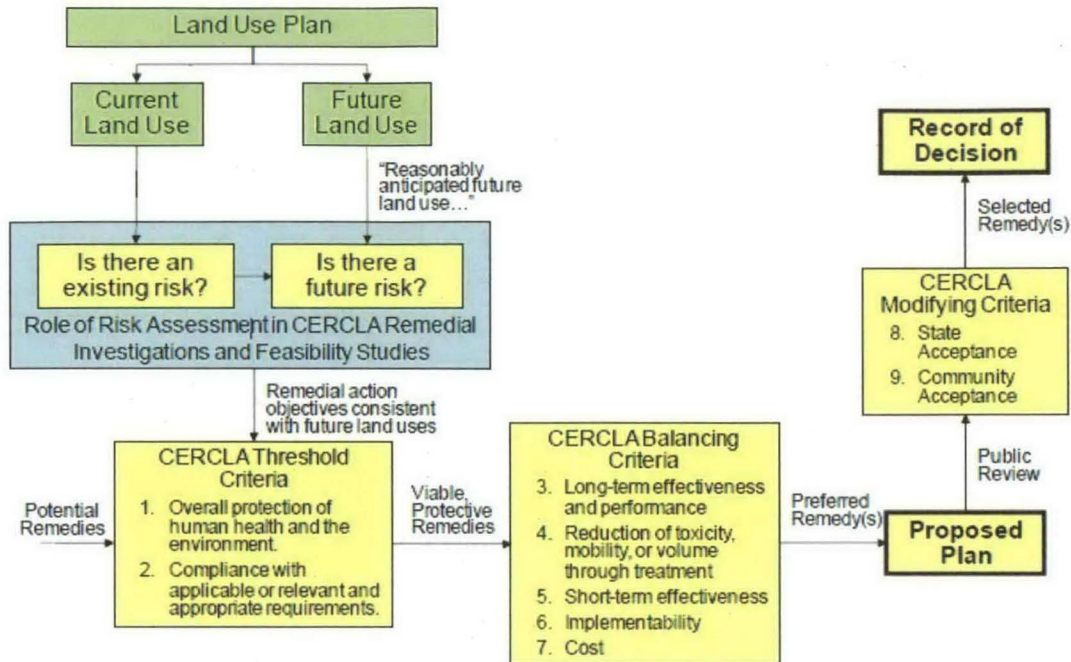 Land Use Plan
Current
Land Use
Future
Land Use
"Reasonably
anticipated future
land use..."
Is there an
existing risk?
Is there a
future risk?
Role of Risk Assessment in CERCLA Remedial
Investigations and Feasibility Studies
Remedial action
objectives consistent
with future land uses
Potential
Remedies
CERCLA Threshold
Criteria
1. Overall protection of
human health and the
environment.
2. Compliance with
applicable or relevant and
appropriate requirements.
Viable,
Protective
Remedies
CERCLA Balancing
Criteria
3. Long-term effectiveness
and performance
4. Reduction of toxicity,
mobility, or volume
through treatment
5. Short-term effectiveness
6. Implementability
7. Cost
Preferred
Remedy(s)
Proposed
Plan
Public
Review
CERCLA
Modifying Criteria
8. State
Acceptance
9. Community
Acceptance
Selected
Remedy(s)
Record of
Decision